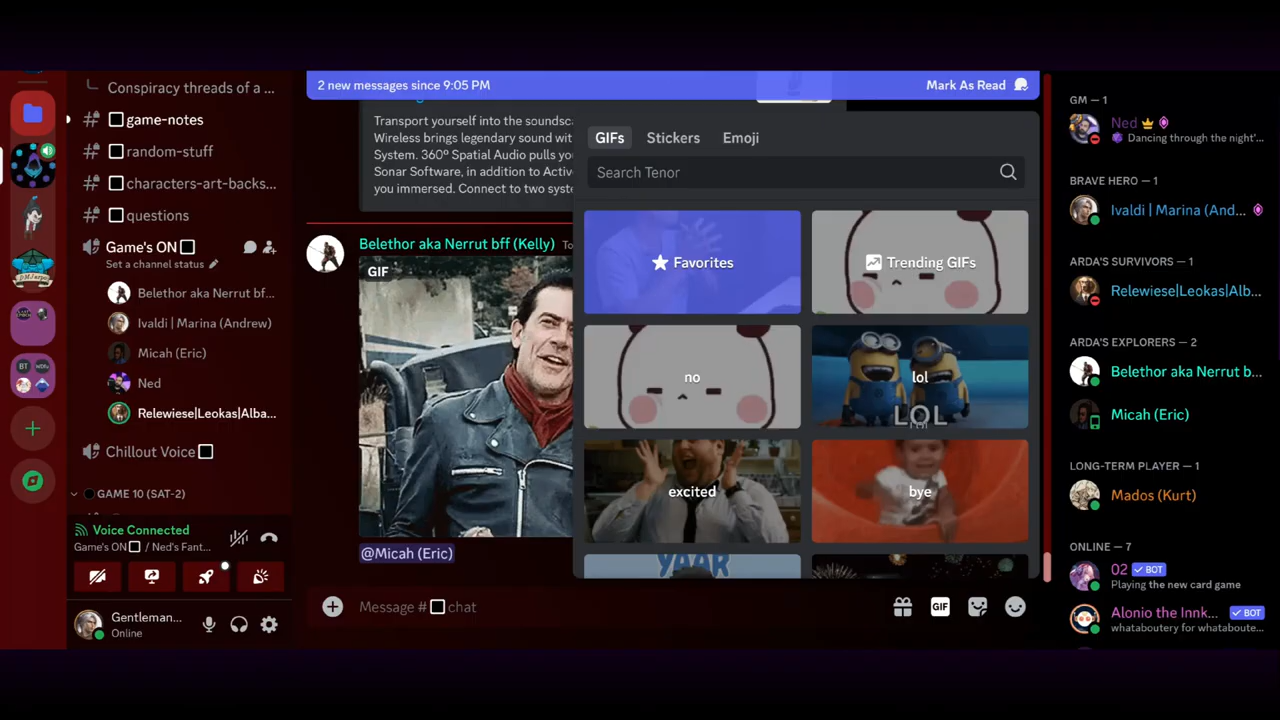 Conspiracy threads of a ...
game-notes
random-stuff
characters-art-backs...
questions
Game's ON
Set a channel status
Belethor aka Nerrut bf...
Ivaldi | Marina (Andrew)
Micah (Eric)
Ned
Relewiese|Leokas|Alba...
Chillout Voice
GAME 10 (SAT-2)
Voice Connected
Game's ON / Ned's Fant...
Gentleman...
Online
BT
2 new messages since 9:05 PM
Mark As Read
Transport yourself into the soundsc
Wireless brings legendary sound wit
System. 360º Spatial Audio pulls yo
Sonar Software, in addition to Activ
you immersed. Connect to two syste
Belethor aka Nerrut bff (Kelly) To
GIF
@Micah (Eric)
Message # chat
GIF
GIFs
Stickers
Emoji
Search Tenor
Favorites
Trending GIFs
no
lol
LOL
excited
bye
YAAR
GM — 1
Ned
Dancing through the night'...
BRAVE HERO — 1
Ivaldi | Marina (And...
ARDA'S SURVIVORS — 1
Relewiese|Leokas|Alb...
ARDA'S EXPLORERS — 2
Belethor aka Nerrut b...
Micah (Eric)
LONG-TERM PLAYER — 1
Mados (Kurt)
ONLINE — 7
02 BOT
Playing the new card game
Alonio the Innk... BOT
whataboutery for whataboute...